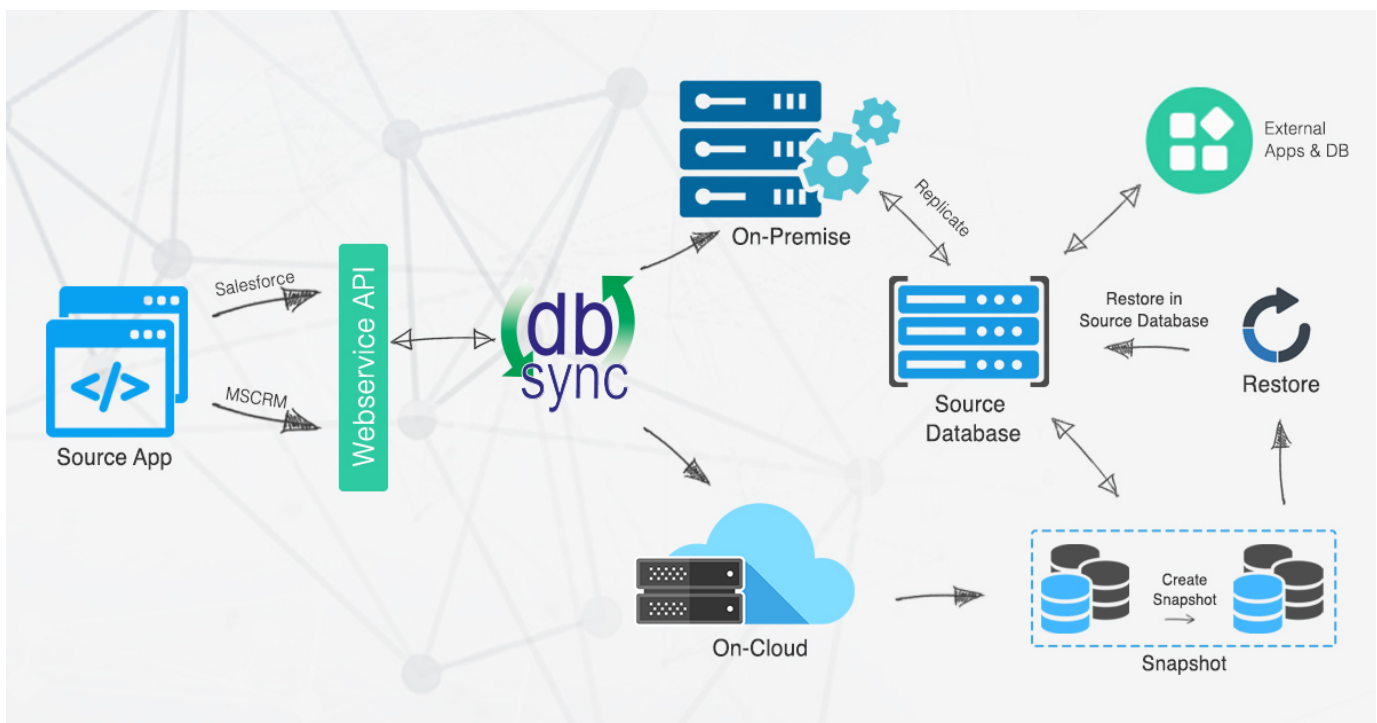 Source App
Salesforce
MSCRM
Webservice API
db
sync
On-Premise
Replicate
External
Apps & DB
Source
Database
Restore in
Source Database
Restore
On-Cloud
Create
Snapshot
Snapshot